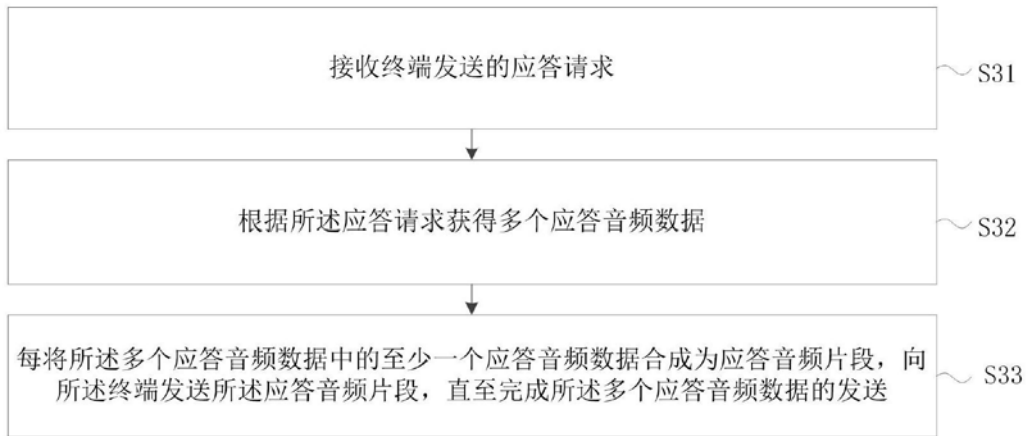 接收终端发送的应答请求
S31
根据所述应答请求获得多个应答音频数据
S32
每将所述多个应答音频数据中的至少一个应答音频数据合成为应答音频片段，向
所述终端发送所述应答音频片段，直至完成所述多个应答音频数据的发送
S33